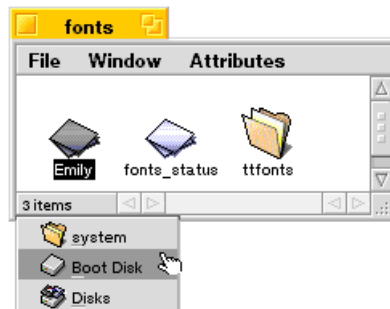 fonts
File Window Attributes
Emily fonts_status ttfonts
3 items
system
Boot Disk
Disks